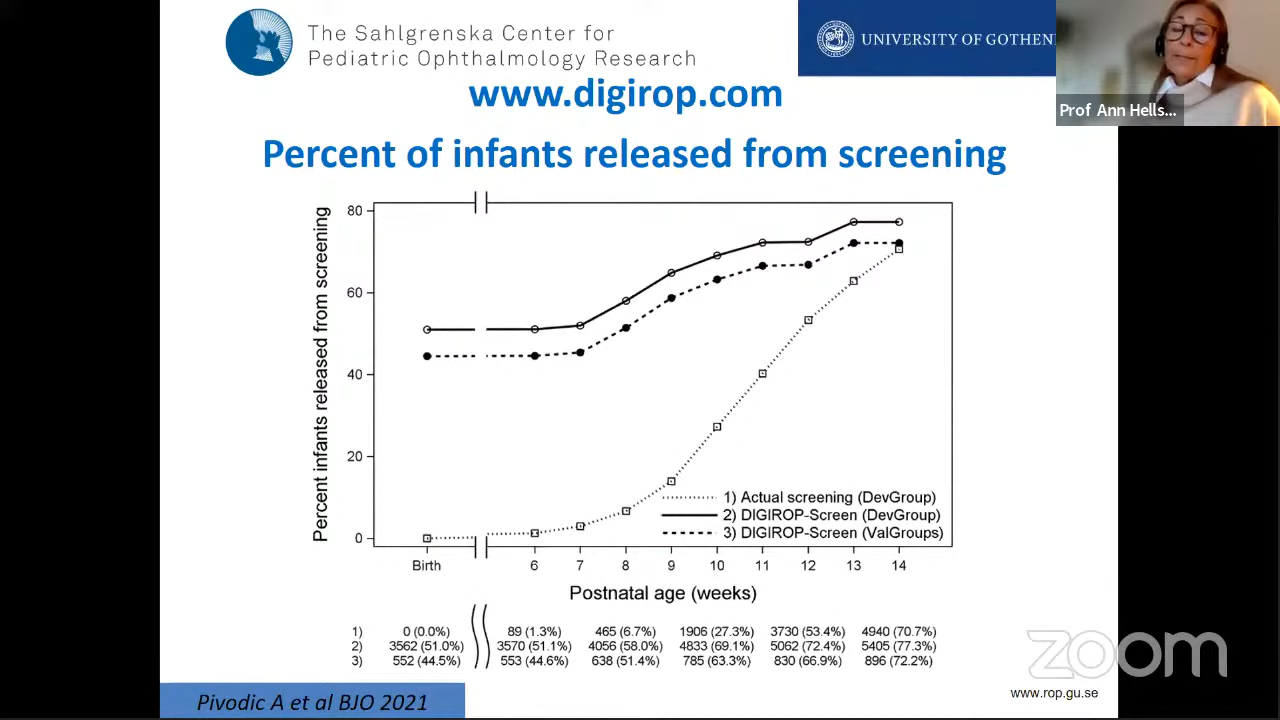 The Sahlgrenska Center for
Pediatric Ophthalmology Research
UNIVERSITY OF GOTHEN
Prof Ann Hells...
www.digirop.com
Percent of infants released from screening
Percent infants released from screening
80
60
40
20
0
1) Actual screening (DevGroup)
2) DIGIROP-Screen (DevGroup)
3) DIGIROP-Screen (ValGroups)
Birth 6 7 8 9 10 11 12 13 14
Postnatal age (weeks)
1) 0 (0.0%) 89 (1.3%) 465 (6.7%) 1906 (27.3%) 3730 (53.4%) 4940 (70.7%)
2) 3562 (51.0%) 3570 (51.1%) 4056 (58.0%) 4833 (69.1%) 5062 (72.4%) 5405 (77.3%)
3) 552 (44.5%) 553 (44.6%) 638 (51.4%) 785 (63.3%) 830 (66.9%) 896 (72.2%)
zoom
www.rop.gu.se
Pivodic A et al BJO 2021